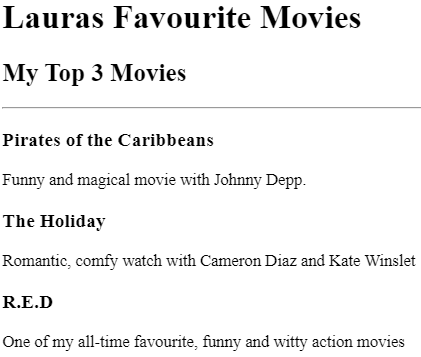 Lauras Favourite Movies
My Top 3 Movies
Pirates of the Caribbeans
Funny and magical movie with Johnny Depp.
The Holiday
Romantic, comfy watch with Cameron Diaz and Kate Winslet
R.E.D
One of my all-time favourite, funny and witty action movies